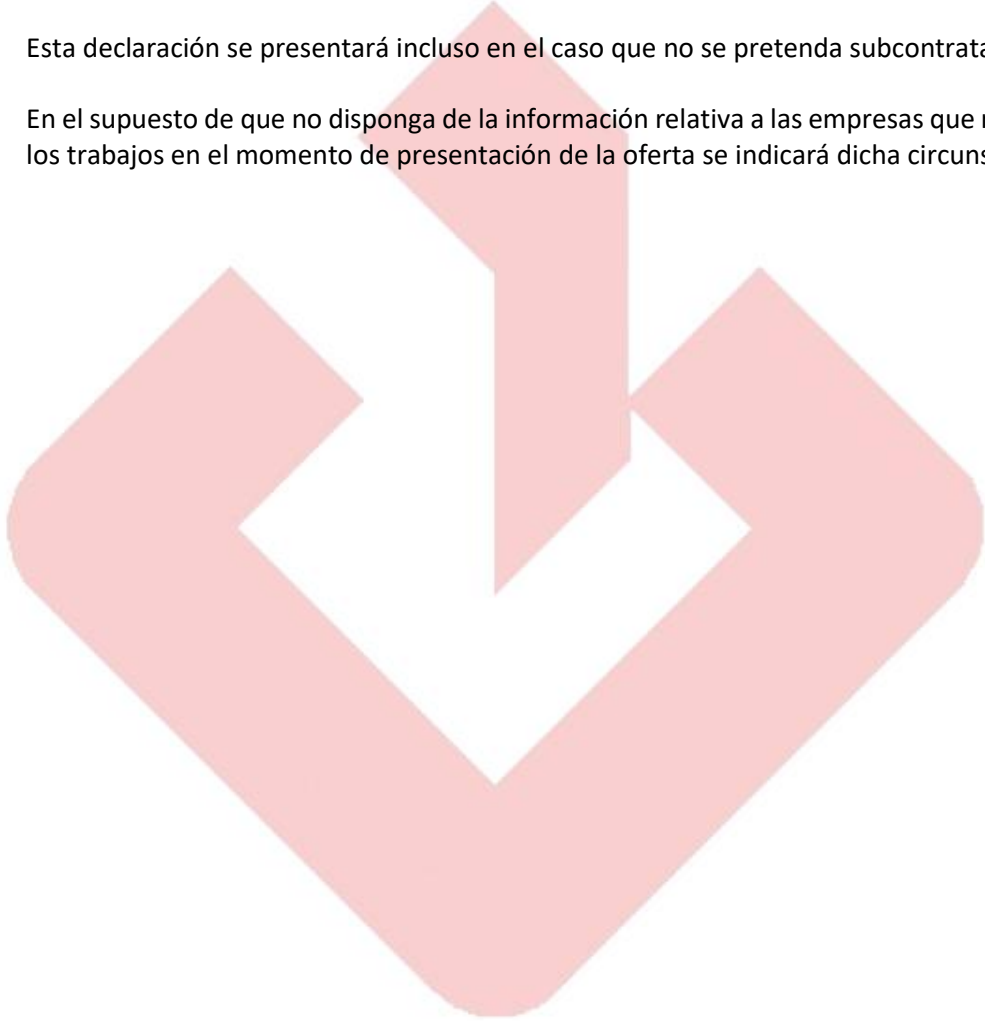 Esta declaración se presentará incluso en el caso que no se pretenda
En el supuesto de que no disponga de la información relativa a las empresas que
los trabajos en el momento de presentación de la oferta se indicará dicha